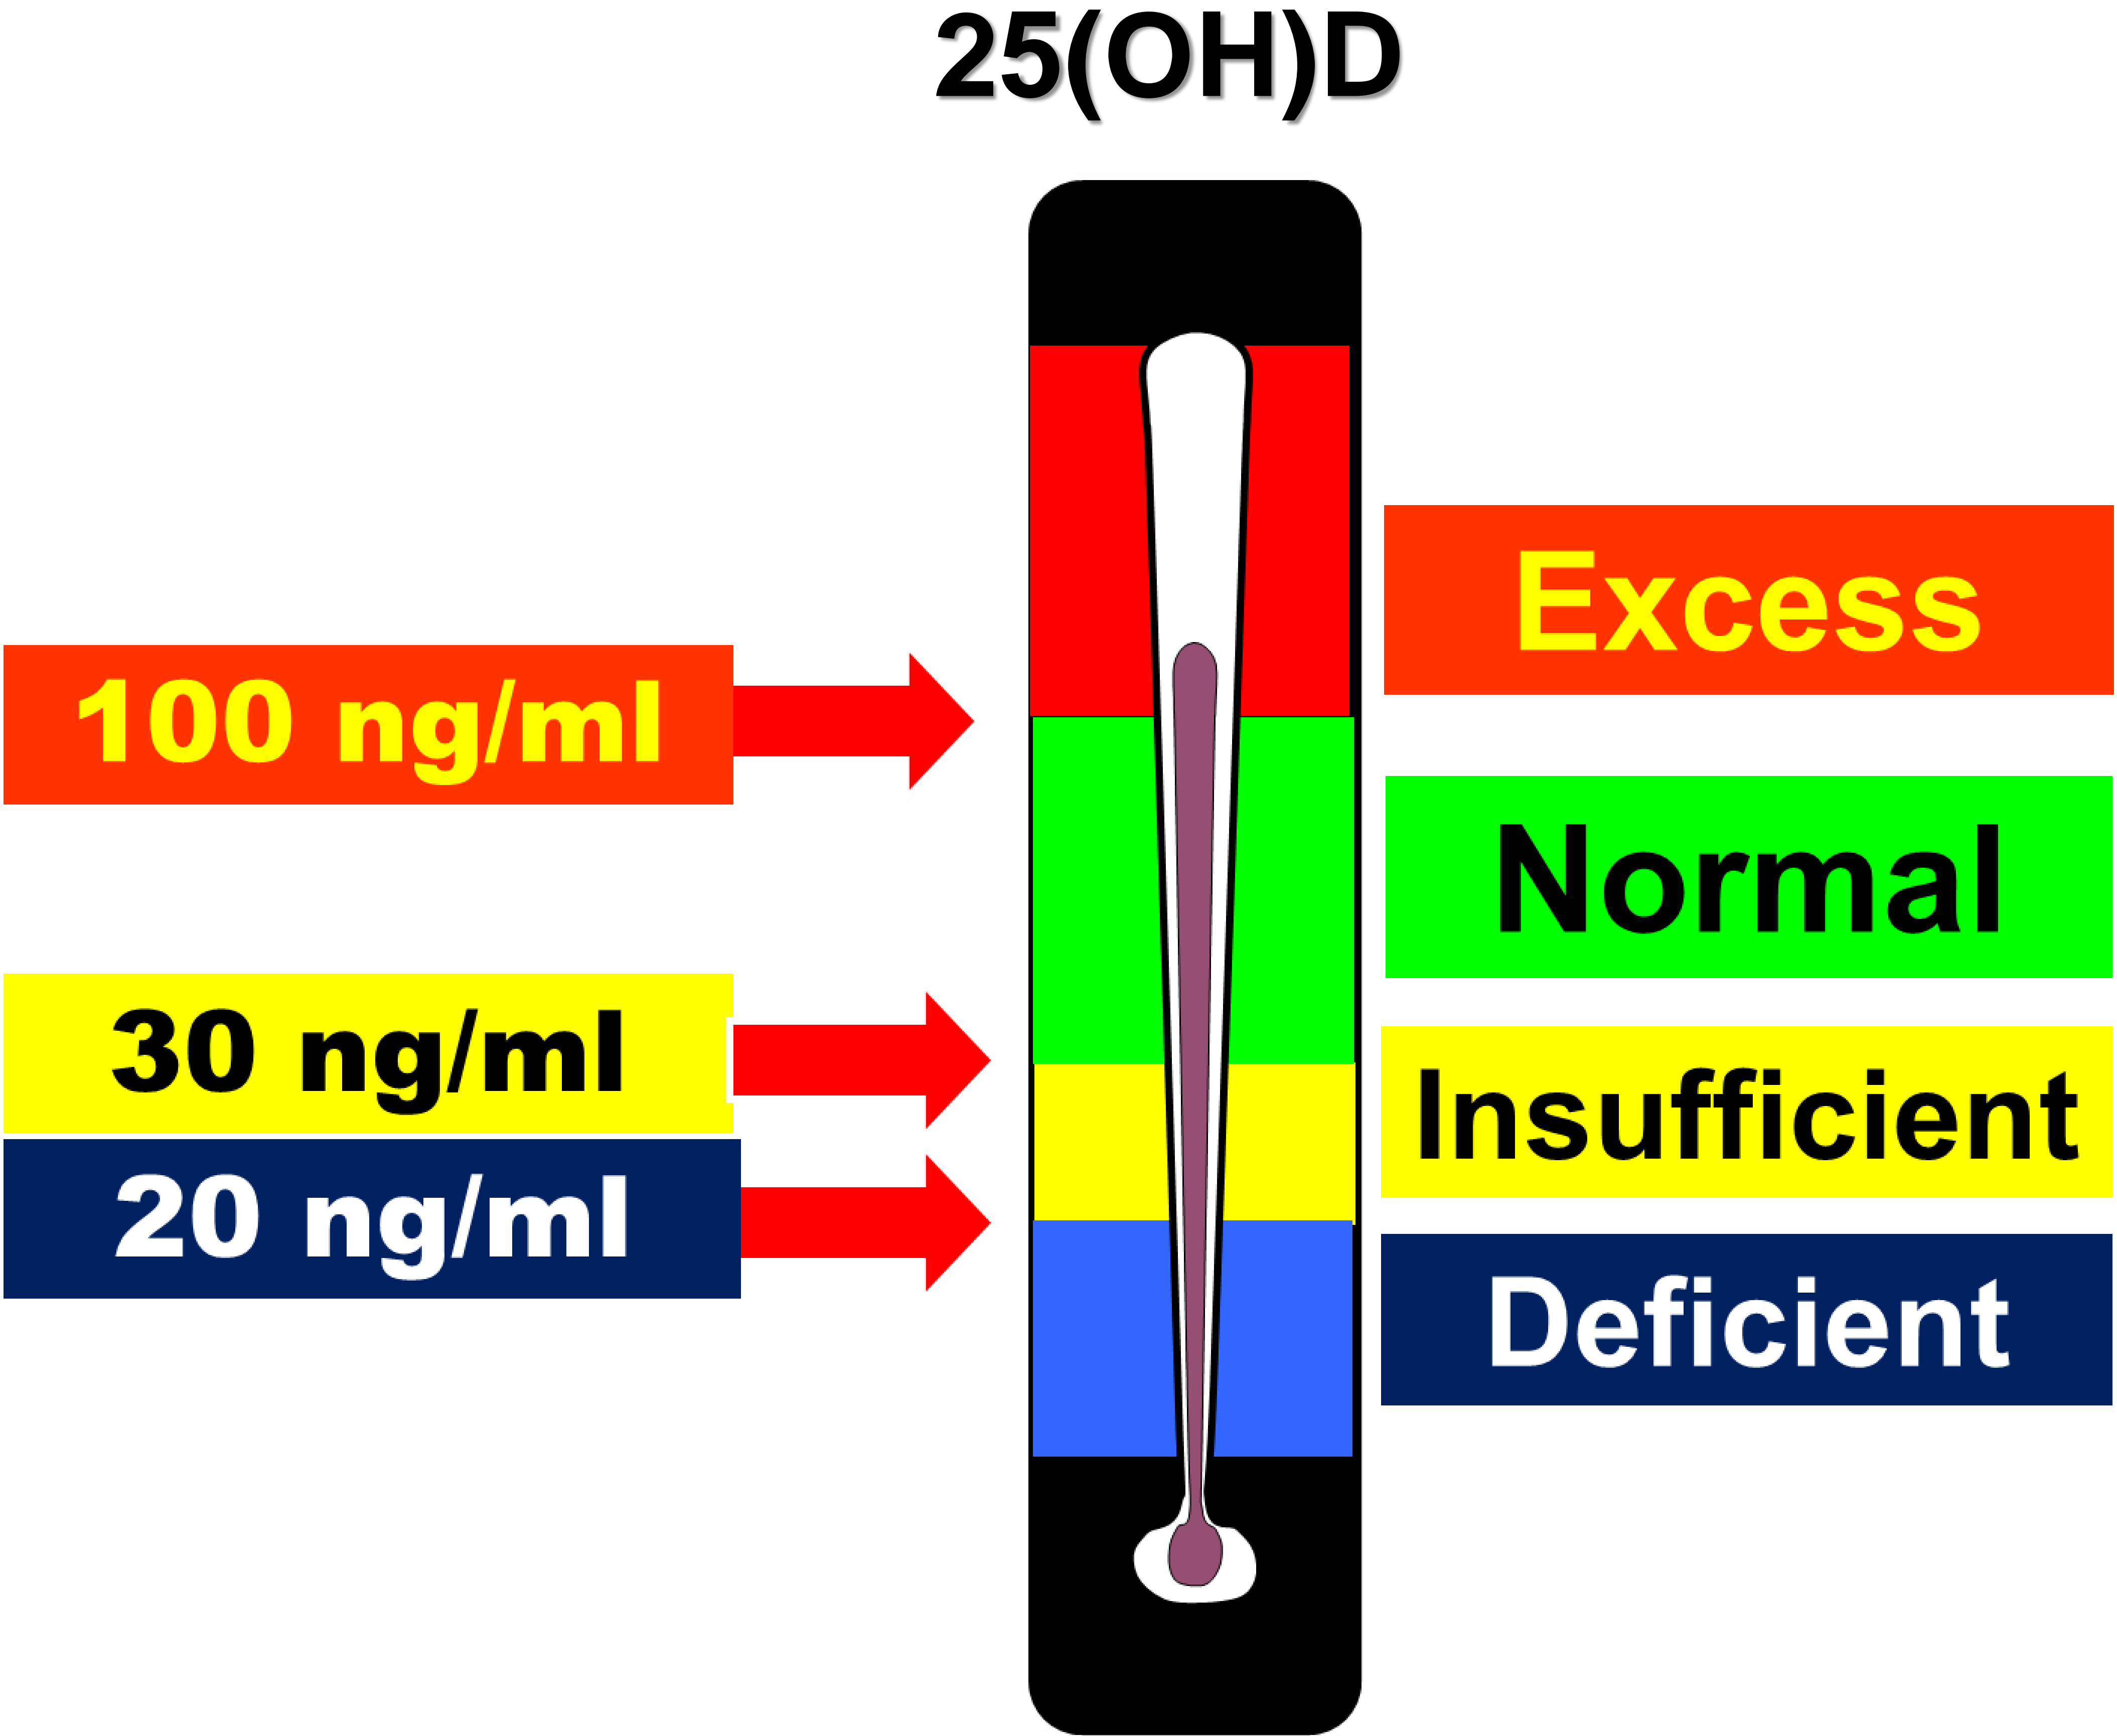 25(OH)D
Excess
100 ng/ml
Normal
30 ng/ml
Insufficient
20 ng/ml
Deficient